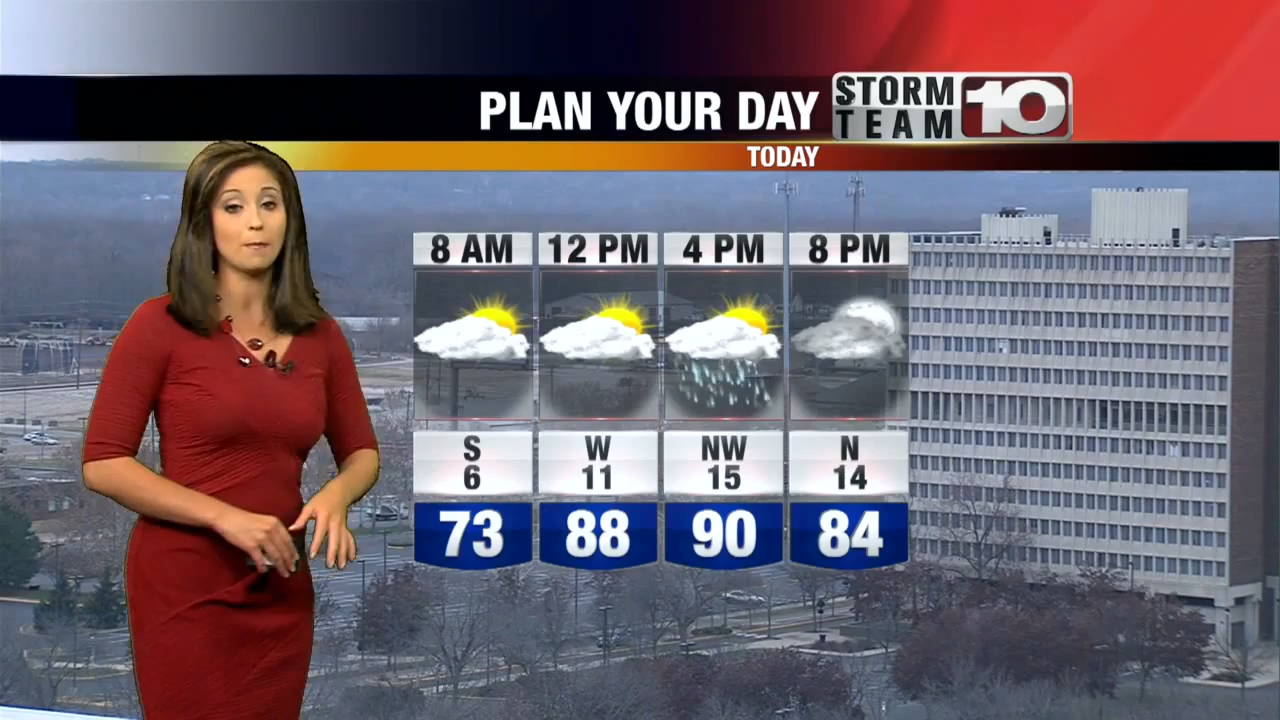 PLAN YOUR DAY
STORM
TEAM
10
TODAY
8 AM
12 PM
4 PM
8 PM
S
W
NW
N
6
11
15
14
73
88
90
84